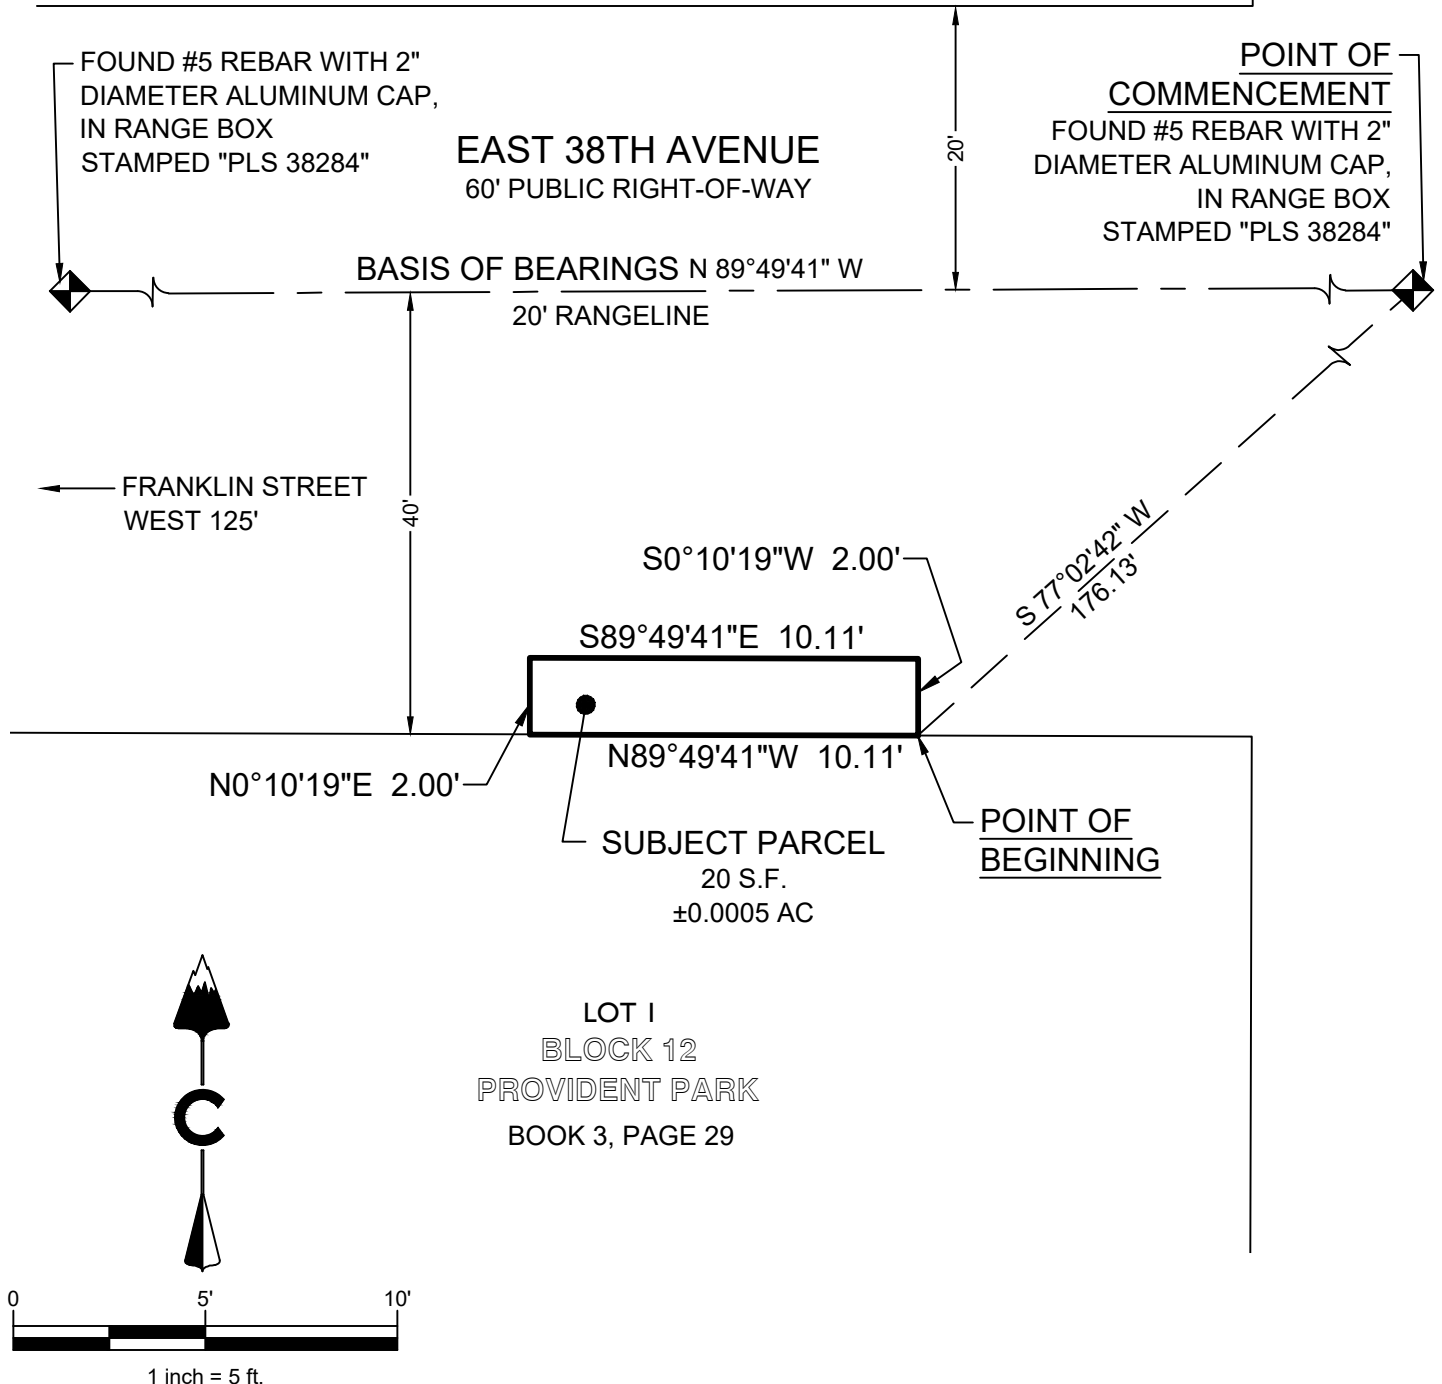 FOUND #5 REBAR WITH 2"
DIAMETER ALUMINUM CAP,
IN RANGE BOX
STAMPED "PLS 38284"
EAST 38TH AVENUE
60' PUBLIC RIGHT-OF-WAY
20'
POINT OF
COMMENCEMENT
FOUND #5 REBAR WITH 2"
DIAMETER ALUMINUM CAP,
IN RANGE BOX
STAMPED "PLS 38284"
BASIS OF BEARINGS N 89°49'41" W
20' RANGELINE
FRANKLIN STREET
WEST 125'
40'
S 77°02'42" W
176.13'
S0°10'19"W 2.00'
S89°49'41"E 10.11'
N89°49'41"W 10.11'
N0°10'19"E 2.00'
SUBJECT PARCEL
20 S.F.
±0.0005 AC
POINT OF
BEGINNING
LOT I
BLOCK 12
PROVIDENT PARK
BOOK 3, PAGE 29
C
0 5' 10'
1 inch = 5 ft.